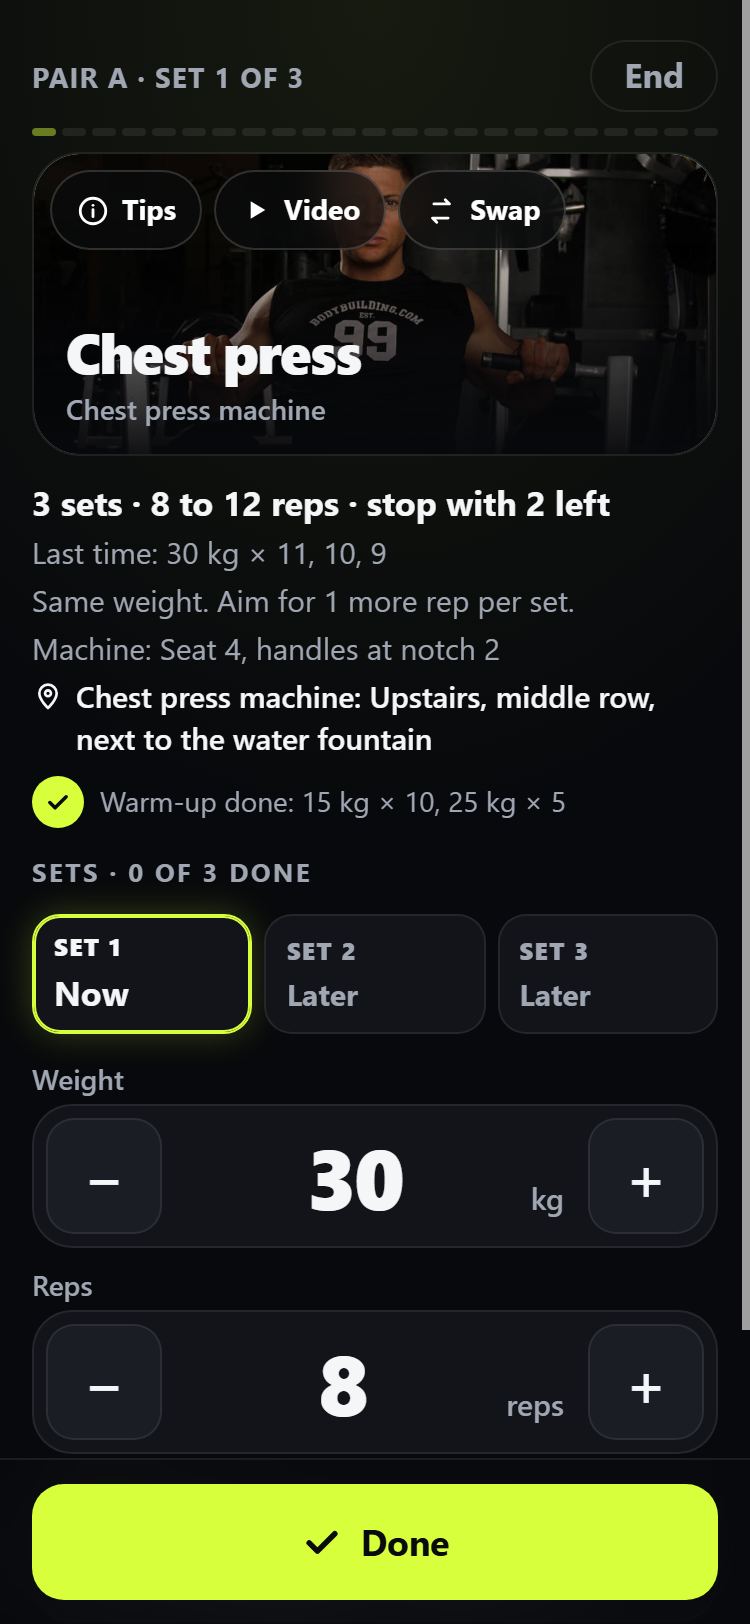 PAIR A · SET 1 OF 3
End
Tips
Video
Swap
BODYBUILDING.COM
EST.
99
Chest press
Chest press machine
3 sets · 8 to 12 reps · stop with 2 left
Last time: 30 kg × 11, 10, 9
Same weight. Aim for 1 more rep per set.
Machine: Seat 4, handles at notch 2
Chest press machine: Upstairs, middle row,
next to the water fountain
Warm-up done: 15 kg × 10, 25 kg × 5
SETS · 0 OF 3 DONE
SET 1
Now
SET 2
Later
SET 3
Later
Weight
− 30 kg +
Reps
− 8 reps +
Done